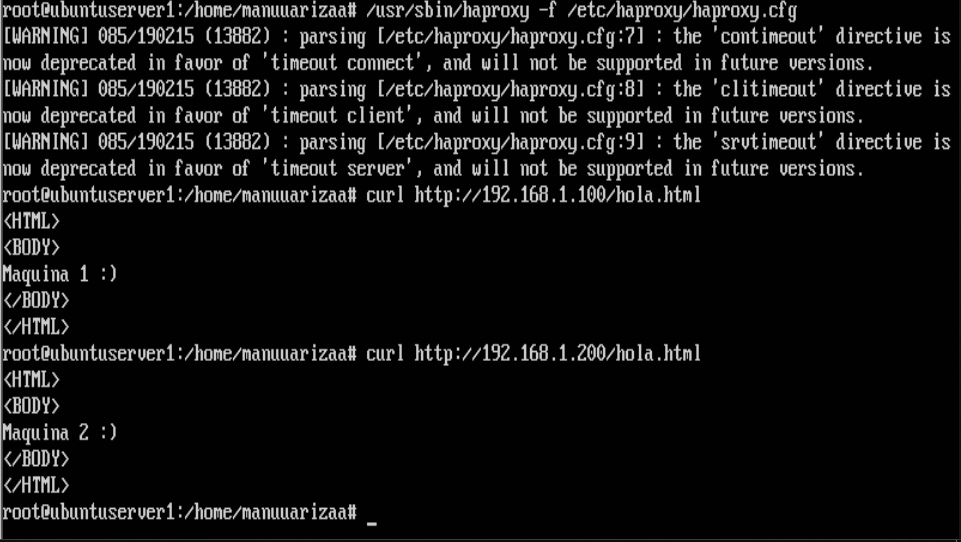 root@ubuntuserver1:/home/manuuarizaa# /usr/sbin/haproxy -f /etc/haproxy/haproxy.cfg
[WARNING] 085/190215 (13882) : parsing [/etc/haproxy/haproxy.cfg:7] : the 'contimeout' directive is
now deprecated in favor of 'timeout connect', and will not be supported in future versions.
[WARNING] 085/190215 (13882) : parsing [/etc/haproxy/haproxy.cfg:8] : the 'clitimeout' directive is
now deprecated in favor of 'timeout client', and will not be supported in future versions.
[WARNING] 085/190215 (13882) : parsing [/etc/haproxy/haproxy.cfg:9] : the 'srvtimeout' directive is
now deprecated in favor of 'timeout server', and will not be supported in future versions.
root@ubuntuserver1:/home/manuuarizaa# curl http://192.168.1.100/hola.html
<HTML>
<BODY>
Maquina 1 :)
</BODY>
</HTML>
root@ubuntuserver1:/home/manuuarizaa# curl http://192.168.1.200/hola.html
<HTML>
<BODY>
Maquina 2 :)
</BODY>
</HTML>
root@ubuntuserver1:/home/manuuarizaa# _